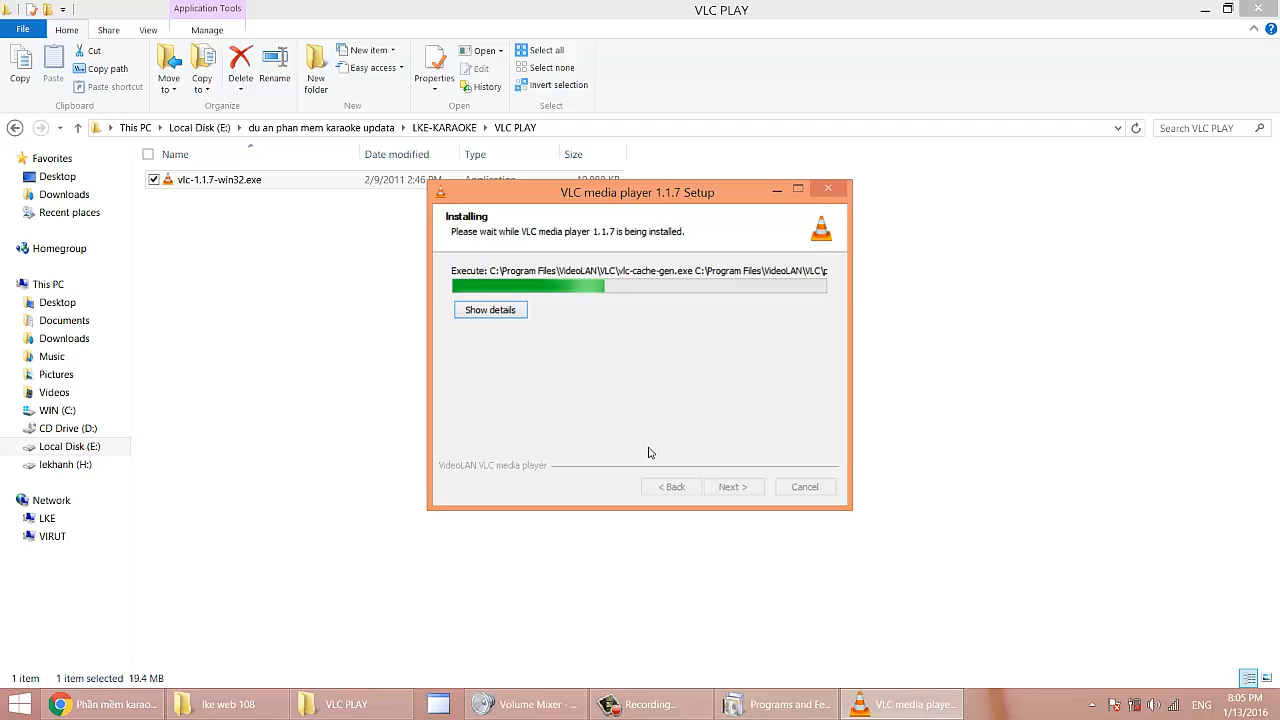 Application Tools
VLC PLAY
File Home Share View Manage
Copy Paste Cut Copy path Paste shortcut
Move to Copy to Delete Rename
New folder New item Easy access
Properties Open Edit History
Select all Select none Invert selection
Clipboard Organize New Open Select
This PC Local Disk (E:) du an phan mem karaoke updata LKE-KARAOKE VLC PLAY
Search VLC PLAY
Name Date modified Type Size
vlc-1.1.7-win32.exe 2/9/2011 2:46
Favorites
Desktop
Downloads
Recent places
Homegroup
This PC
Desktop
Documents
Downloads
Music
Pictures
Videos
WIN (C:)
CD Drive (D:)
Local Disk (E:)
lekhanh (H:)
Network
LKE
VIRUT
VLC media player 1.1.7 Setup
Installing
Please wait while VLC media player 1.1.7 is being installed.
Execute: C:\Program Files\VideoLAN\VLC\vlc-cache-gen.exe C:\Program Files\VideoLAN\VLC\p
Show details
VideoLAN VLC media player
< Back Next > Cancel
1 item 1 item selected 19.4 MB
Phần mềm karao... lke web 108 VLC PLAY Volume Mixer - ... Recording... Programs and Fe... VLC media playe...
ENG
8:05 PM
1/13/2016